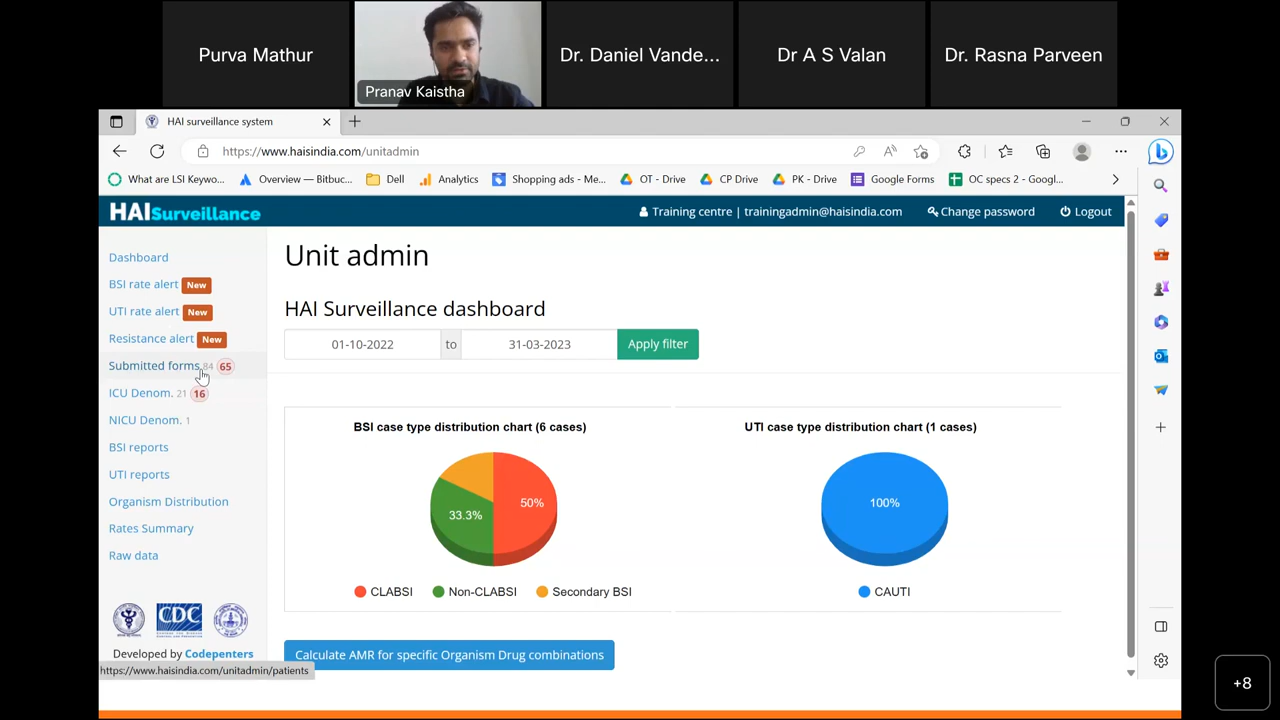 Purva Mathur
Pranav Kaistha
Dr. Daniel Vande...
Dr A S Valan
Dr. Rasna Parveen
HAI surveillance system
https://www.haisindia.com/unitadmin
What are LSI Keywo...
Overview — Bitbuc...
Dell
Analytics
Shopping ads - Me...
OT - Drive
CP Drive
PK - Drive
Google Forms
OC specs 2 - Googl...
HAISurveillance
Training centre | trainingadmin@haisindia.com
Change password
Logout
Dashboard
BSI rate alert New
UTI rate alert New
Resistance alert New
Submitted forms 84 65
ICU Denom. 21 16
NICU Denom. 1
BSI reports
UTI reports
Organism Distribution
Rates Summary
Raw data
CDC
Developed by Codepenters
https://www.haisindia.com/unitadmin/patients
Unit admin
HAI Surveillance dashboard
01-10-2022 to 31-03-2023 Apply filter
BSI case type distribution chart (6 cases)
50%
33.3%
CLABSI Non-CLABSI Secondary BSI
UTI case type distribution chart (1 cases)
100%
CAUTI
Calculate AMR for specific Organism Drug combinations
+8